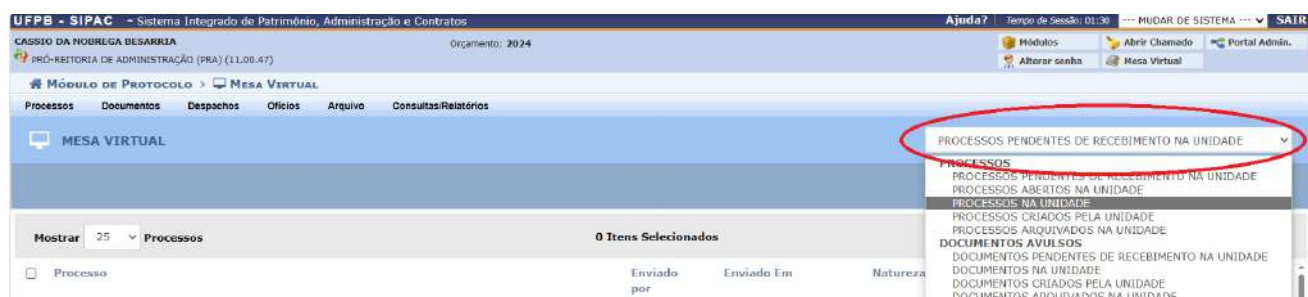 UFPB - SIPAC - Sistema Integrado de Patrimônio, Administração e Contratos Ajuda? Tempo de Sessão: 01:30 --- MUDAR DE SISTEMA --- SAIR
CASSIO DA NOBREGA BESARRIA Orçamento: 2024 Módulos Abrir Chamado Portal Admin.
PRÓ-REITORIA DE ADMINISTRAÇÃO (PRA) (11.00.47) Alterar senha Mesa Virtual
MÓDULO DE PROTOCOLO > MESA VIRTUAL
Processos Documentos Despachos Ofícios Arquivo Consultas/Relatórios
MESA VIRTUAL PROCESSOS PENDENTES DE RECEBIMENTO NA UNIDADE
PROCESSOS
PROCESSOS PENDENTES DE RECEBIMENTO NA UNIDADE
PROCESSOS ABERTOS NA UNIDADE
PROCESSOS NA UNIDADE
PROCESSOS CRIADOS PELA UNIDADE
PROCESSOS ARQUIVADOS NA UNIDADE
DOCUMENTOS AVULSOS
DOCUMENTOS PENDENTES DE RECEBIMENTO NA UNIDADE
DOCUMENTOS NA UNIDADE
DOCUMENTOS CRIADOS PELA UNIDADE
DOCUMENTOS ARQUIVADOS NA UNIDADE
Mostrar 25 Processos 0 Itens Selecionados
Processo Enviado por Enviado Em Natureza